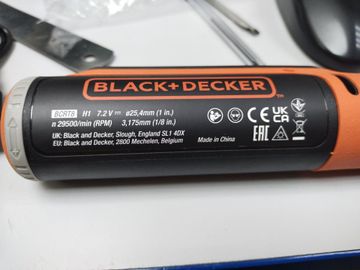 BLACK+DECKER
BCRT8 H1 7.2 V ⎓ ø25,4mm (1 in.)
n 29500/min (RPM) 3,175mm (1/8 in.)
UK: Black and Decker, Slough, England SL1 4DX
EU: Black and Decker, 2800 Mechelen, Belgium
CE UK CA
EAC
Made in China